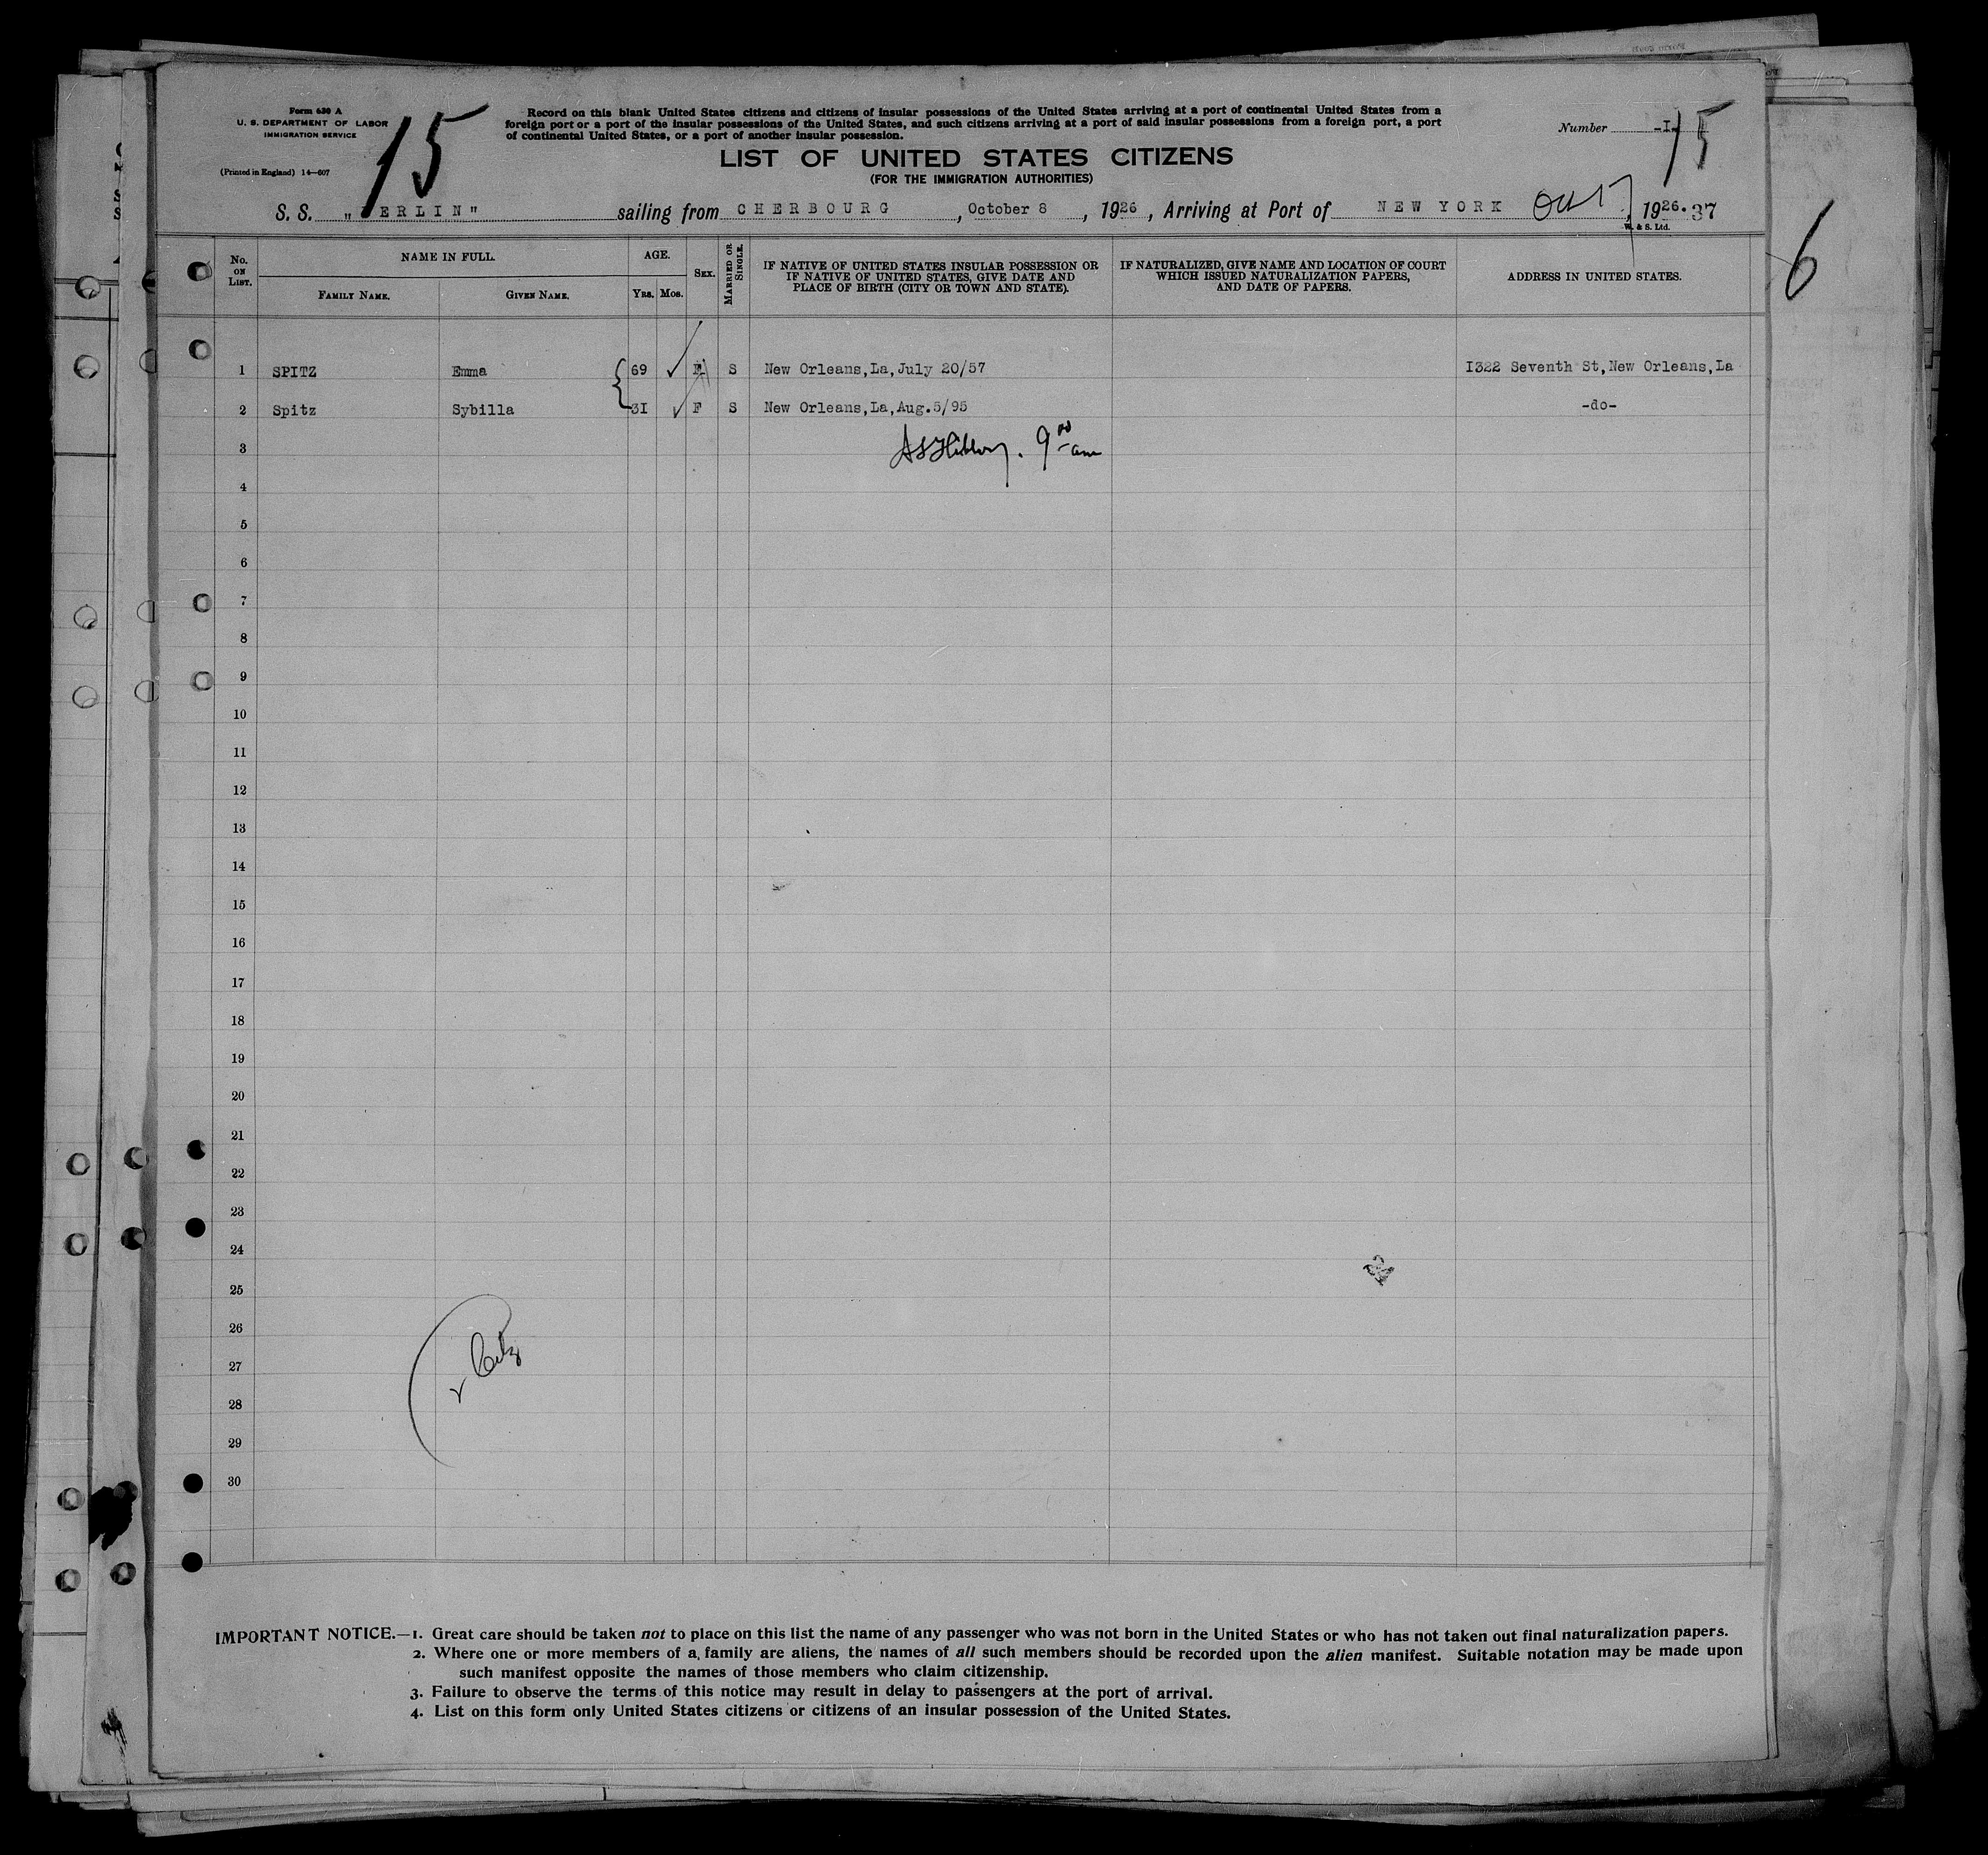 Form 630 A
U. S. DEPARTMENT OF LABOR
IMMIGRATION SERVICE
(Printed in England) 14—607
15
Record on this blank United States citizens and citizens of insular possessions of the United States arriving at a port of continental United States from a
foreign port or a port of the insular possessions of the United States, and such citizens arriving at a port of said insular possessions from a foreign port, a port
of continental United States, or a port of another insular possession.
Number -I- 15
LIST OF UNITED STATES CITIZENS
(FOR THE IMMIGRATION AUTHORITIES)
S. S. "BERLIN" sailing from CHERBOURG, October 8, 1926, Arriving at Port of NEW YORK Oct 17, 1926. 37
W. & S. Ltd.
6
No. ON LIST.
NAME IN FULL.
FAMILY NAME.
GIVEN NAME.
AGE.
YRS.
MOS.
SEX.
MARRIED OR SINGLE.
IF NATIVE OF UNITED STATES INSULAR POSSESSION OR
IF NATIVE OF UNITED STATES, GIVE DATE AND
PLACE OF BIRTH (CITY OR TOWN AND STATE).
IF NATURALIZED, GIVE NAME AND LOCATION OF COURT
WHICH ISSUED NATURALIZATION PAPERS,
AND DATE OF PAPERS.
ADDRESS IN UNITED STATES.
1 SPITZ Emma 69 F S New Orleans,La,July 20/57 I322 Seventh St,New Orleans,La
2 Spitz Sybilla 3I F S New Orleans,La,Aug.5/95 -do-
3 9 00 am
4
5
6
7
8
9
10
11
12
13
14
15
16
17
18
19
20
21
22
23
24
25
26
27
28
29
30
IMPORTANT NOTICE.—1. Great care should be taken not to place on this list the name of any passenger who was not born in the United States or who has not taken out final naturalization papers.
2. Where one or more members of a family are aliens, the names of all such members should be recorded upon the alien manifest. Suitable notation may be made upon
such manifest opposite the names of those members who claim citizenship.
3. Failure to observe the terms of this notice may result in delay to passengers at the port of arrival.
4. List on this form only United States citizens or citizens of an insular possession of the United States.